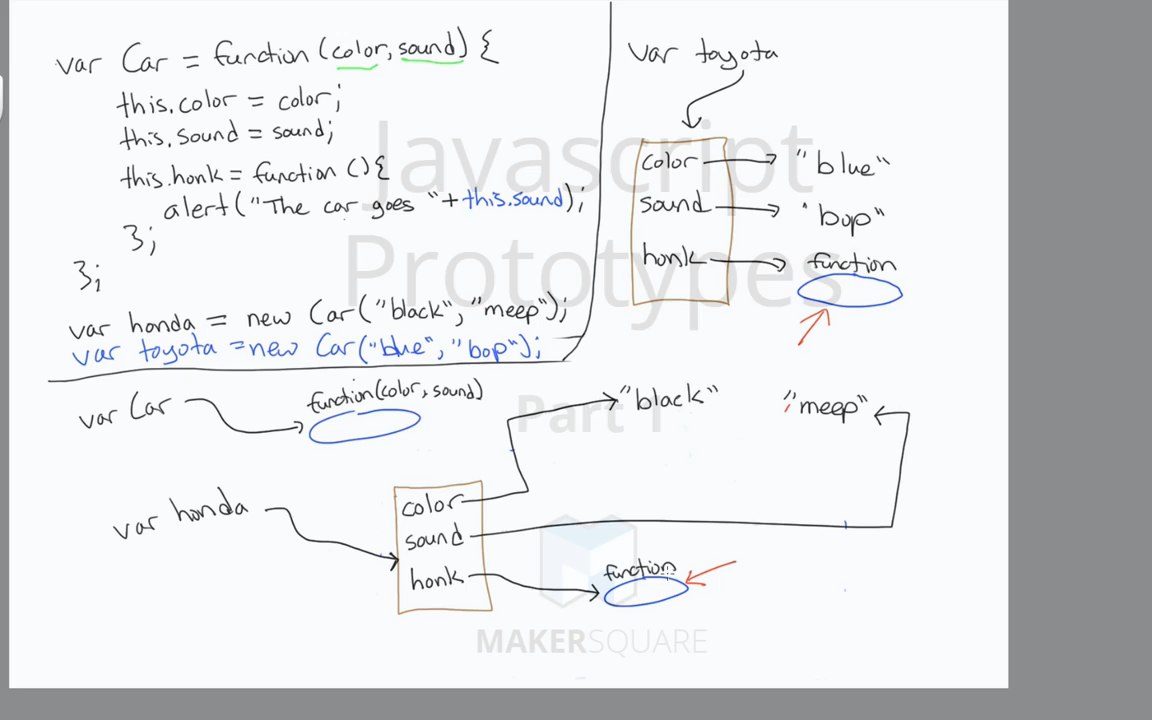 var Car = function (color, sound) {
this.color = color;
this.sound = sound;
this.honk = function () {
alert("The car goes "+this.sound);
};
};
var honda = new Car("black", "meep");
var toyota = new Car("blue", "bop");
var toyota
color
"blue"
sound
'bop"
honk
function
Javascript
Prototypes
Part 1
var Car
function(color, sound)
"black"
"meep"
var honda
color
sound
honk
function
MAKERSQUARE